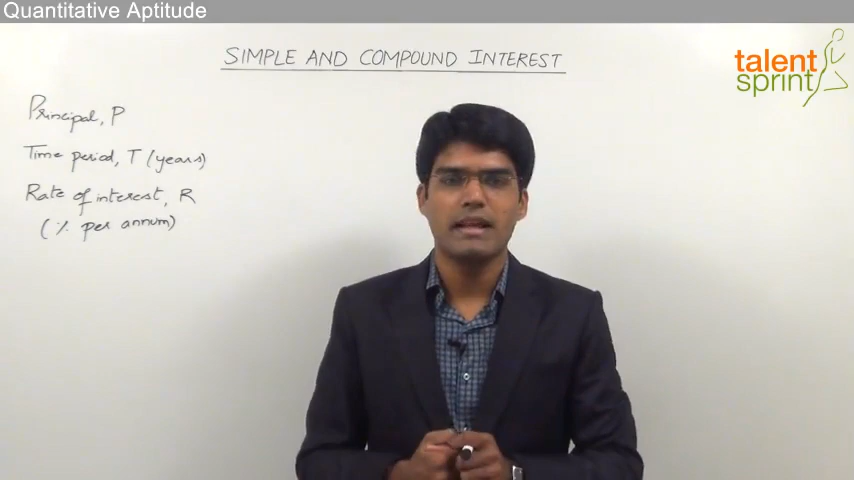 Quantitative Aptitude
SIMPLE AND COMPOUND INTEREST
talent
sprint
Principal, P
Time period, T (years)
Rate of interest, R
(% per annum)